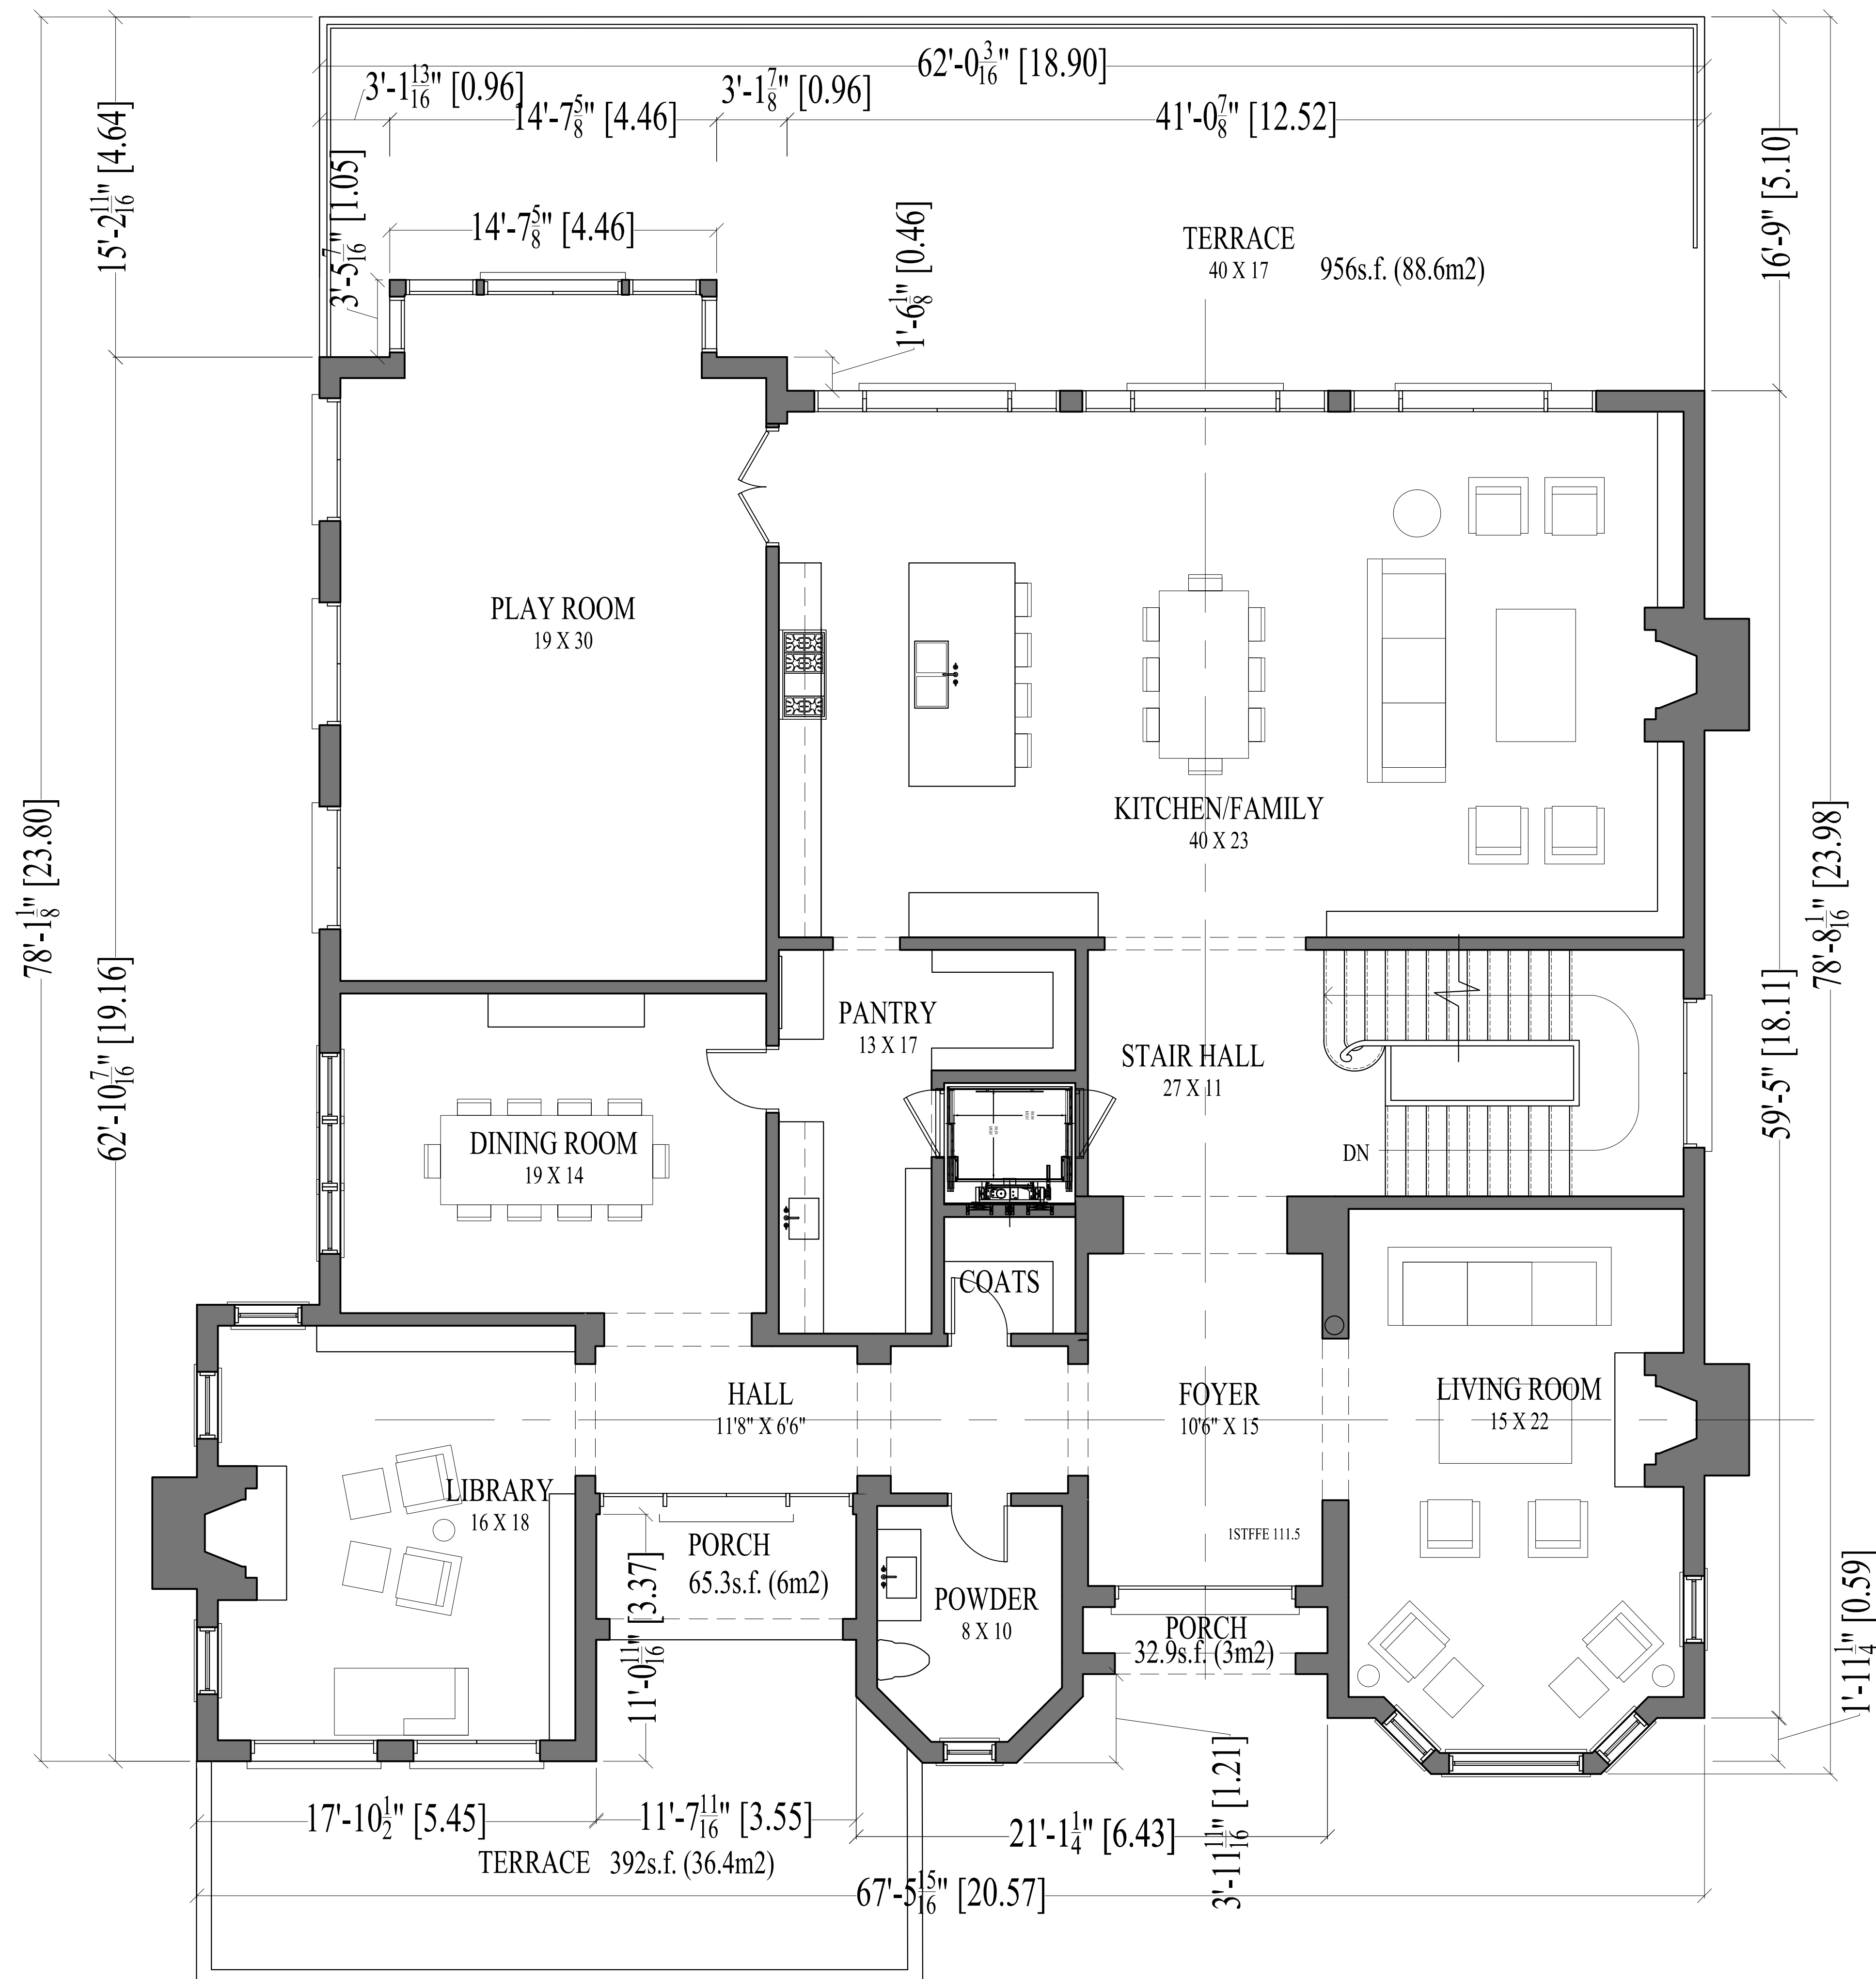 62'-0 3/16" [18.90]
3'-1 13/16" [0.96]
3'-1 7/8" [0.96]
14'-7 5/8" [4.46]
41'-0 7/8" [12.52]
15'-2 11/16" [4.64]
16'-9" [5.10]
3'-5 7/16" [1.05]
14'-7 5/8" [4.46]
1'-6 1/8" [0.46]
TERRACE
40 X 17
956s.f. (88.6m2)
PLAY ROOM
19 X 30
KITCHEN/FAMILY
40 X 23
78'-1 1/8" [23.80]
78'-8 1/16" [23.98]
62'-10 7/16" [19.16]
59'-5" [18.11]
PANTRY
13 X 17
STAIR HALL
27 X 11
DINING ROOM
19 X 14
DN
COATS
HALL
11'8" X 6'6"
FOYER
10'6" X 15
LIVING ROOM
15 X 22
LIBRARY
16 X 18
1STFFE 111.5
PORCH
65.3s.f. (6m2)
11'-0 11/16" [3.37]
POWDER
8 X 10
PORCH
32.9s.f. (3m2)
1'-11 1/4" [0.59]
3'-11 11/16" [1.21]
17'-10 1/2" [5.45]
11'-7 11/16" [3.55]
21'-1 1/4" [6.43]
TERRACE 392s.f. (36.4m2)
67'-5 15/16" [20.57]